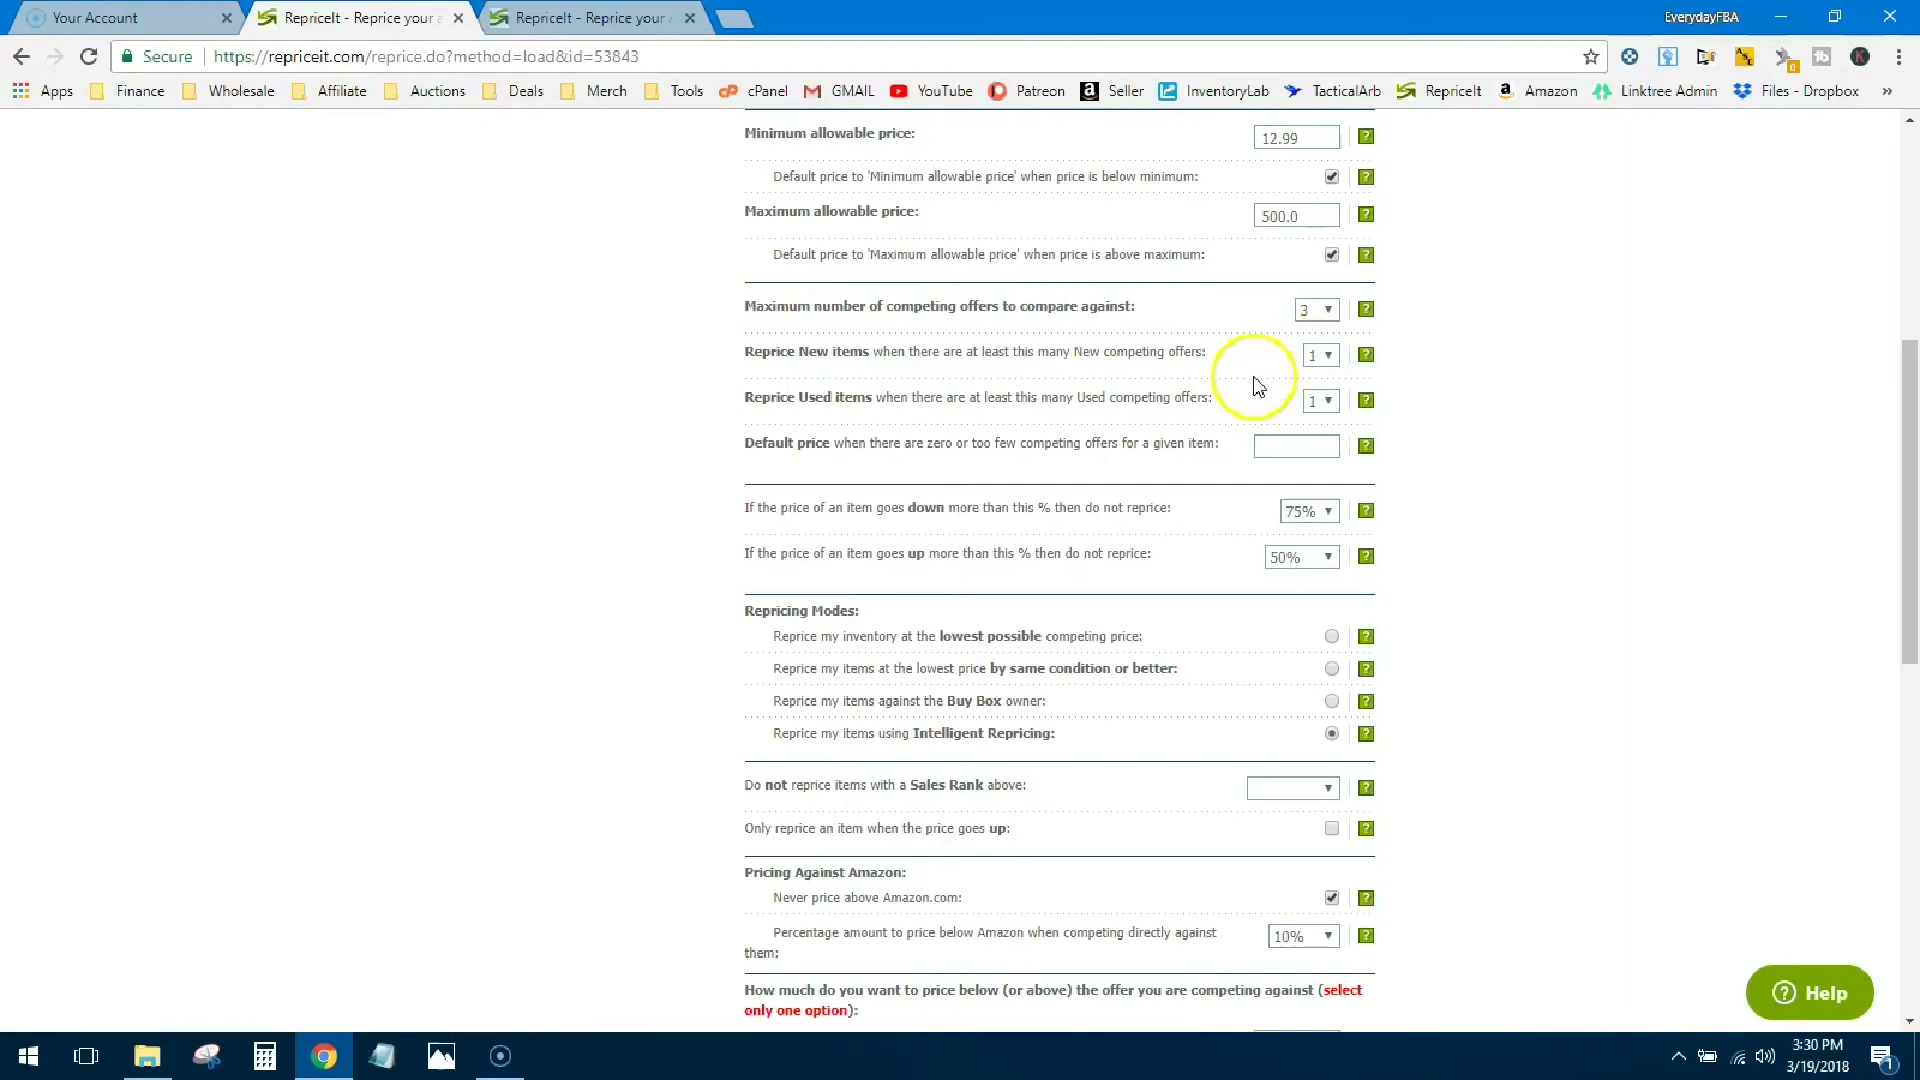 Your Account
RepriceIt - Reprice your a
RepriceIt - Reprice your A
EverydayFBA
Secure
https://repriceit.com/reprice.do?method=load&id=53843
Apps Finance Wholesale Affiliate Auctions Deals Merch Tools cPanel GMAIL YouTube Patreon Seller InventoryLab TacticalArb RepriceIt Amazon Linktree Admin Files - Dropbox »
Minimum allowable price: 12.99 ?
Default price to 'Minimum allowable price' when price is below minimum: ?
Maximum allowable price: 500.0 ?
Default price to 'Maximum allowable price' when price is above maximum: ?
Maximum number of competing offers to compare against: 3 ?
Reprice New items when there are at least this many New competing offers: 1 ?
Reprice Used items when there are at least this many Used competing offers: 1 ?
Default price when there are zero or too few competing offers for a given item: ?
If the price of an item goes down more than this % then do not reprice: 75% ?
If the price of an item goes up more than this % then do not reprice: 50% ?
Repricing Modes:
Reprice my inventory at the lowest possible competing price: ?
Reprice my items at the lowest price by same condition or better: ?
Reprice my items against the Buy Box owner: ?
Reprice my items using Intelligent Repricing: ?
Do not reprice items with a Sales Rank above: ?
Only reprice an item when the price goes up: ?
Pricing Against Amazon:
Never price above Amazon.com: ?
Percentage amount to price below Amazon when competing directly against 10% ?
them:
How much do you want to price below (or above) the offer you are competing against (select
only one option):
? Help
3:30 PM
3/19/2018
1